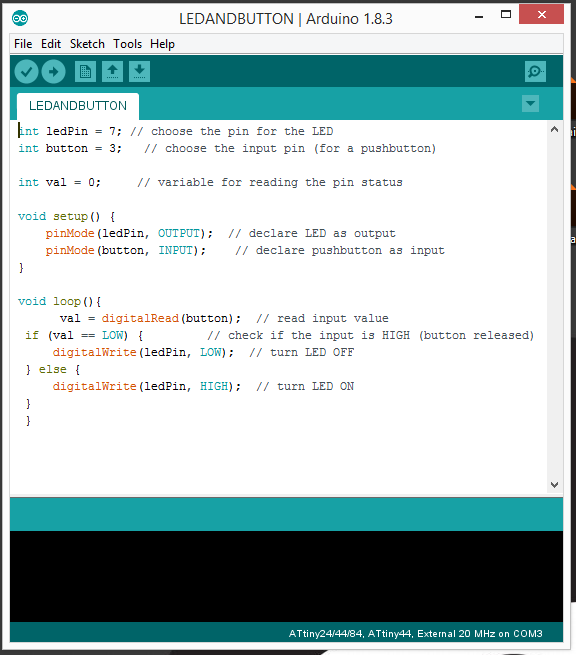 LEDANDBUTTON | Arduino 1.8.3
File Edit Sketch Tools Help
LEDANDBUTTON
int ledPin = 7; // choose the pin for the LED
int button = 3;   // choose the input pin (for a pushbutton)
int val = 0;     // variable for reading the pin status
void setup() {
    pinMode(ledPin, OUTPUT);  // declare LED as output
    pinMode(button, INPUT);    // declare pushbutton as input
}
void loop(){
      val = digitalRead(button);  // read input value
 if (val == LOW) {         // check if the input is HIGH (button released)
     digitalWrite(ledPin, LOW);  // turn LED OFF
 } else {
     digitalWrite(ledPin, HIGH);  // turn LED ON
 }
 }
ATtiny24/44/84, ATtiny44, External 20 MHz on COM3